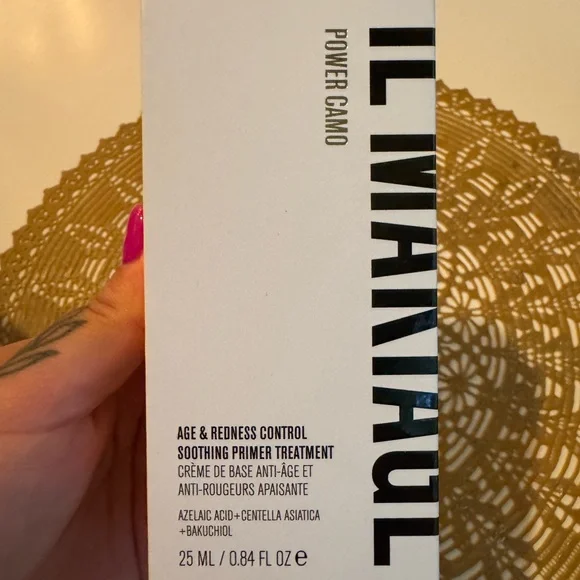 IL MAKIAGE
POWER CAMO
AGE & REDNESS CONTROL
SOOTHING PRIMER TREATMENT
CRÈME DE BASE ANTI-ÂGE ET
ANTI-ROUGEURS APAISANTE
AZELAIC ACID+CENTELLA ASIATICA
+BAKUCHIOL
25 ML / 0.84 FL OZ ℮